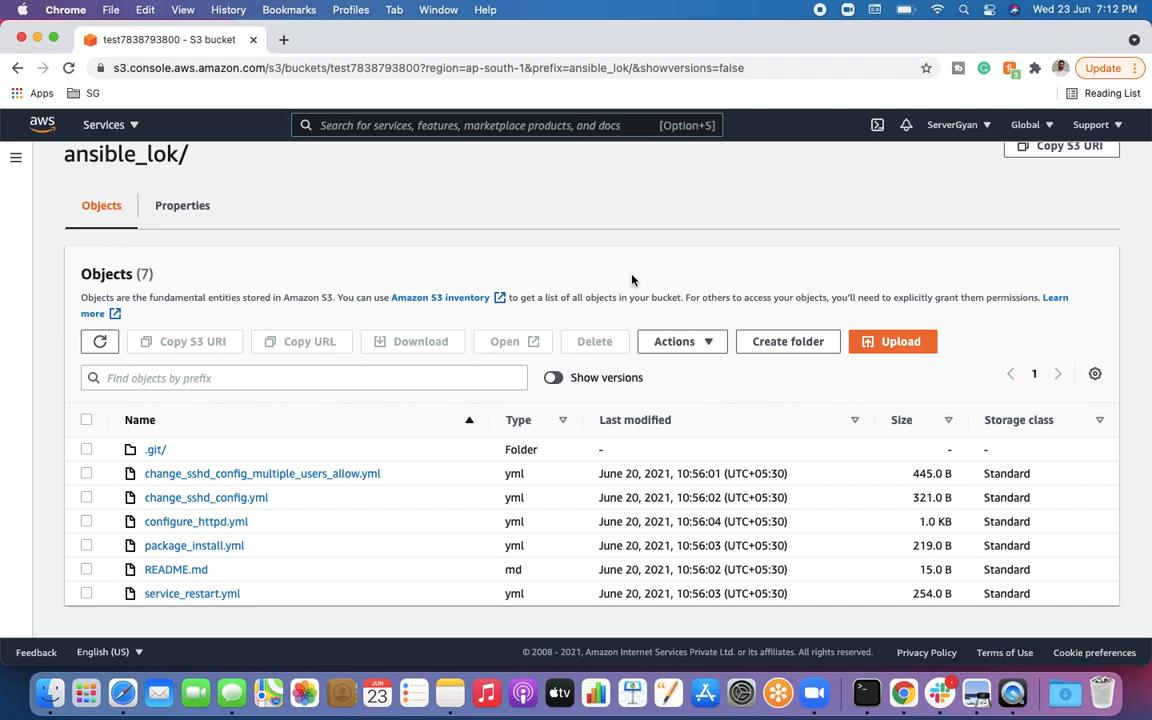 Chrome File Edit View History Bookmarks Profiles Tab Window Help Wed 23 Jun 7:12 PM
test7838793800 - S3 bucket
s3.console.aws.amazon.com/s3/buckets/test7838793800?region=ap-south-1&prefix=ansible_lok/&showversions=false Update
Apps SG Reading List
aws Services Search for services, features, marketplace products, and docs [Option+S] ServerGyan Global Support
ansible_lok/ Copy S3 URI
Objects Properties
Objects (7)
Objects are the fundamental entities stored in Amazon S3. You can use Amazon S3 inventory to get a list of all objects in your bucket. For others to access your objects, you'll need to explicitly grant them permissions. Learn
more
Copy S3 URI Copy URL Download Open Delete Actions Create folder Upload
Find objects by prefix Show versions 1
Name Type Last modified Size Storage class
.git/ Folder - - -
change_sshd_config_multiple_users_allow.yml yml June 20, 2021, 10:56:01 (UTC+05:30) 445.0 B Standard
change_sshd_config.yml yml June 20, 2021, 10:56:02 (UTC+05:30) 321.0 B Standard
configure_httpd.yml yml June 20, 2021, 10:56:04 (UTC+05:30) 1.0 KB Standard
package_install.yml yml June 20, 2021, 10:56:03 (UTC+05:30) 219.0 B Standard
README.md md June 20, 2021, 10:56:02 (UTC+05:30) 15.0 B Standard
service_restart.yml yml June 20, 2021, 10:56:03 (UTC+05:30) 254.0 B Standard
Feedback English (US) © 2008 - 2021, Amazon Internet Services Private Ltd. or its affiliates. All rights reserved. Privacy Policy Terms of Use Cookie preferences
JUN
23
tv